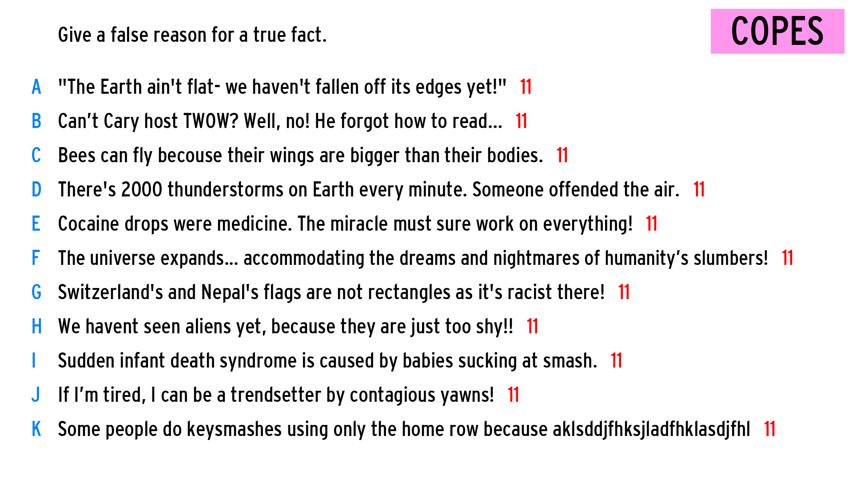 Give a false reason for a true fact.
COPES
A "The Earth ain't flat- we haven't fallen off its edges yet!" 11
B Can't Cary host TWOW? Well, no! He forgot how to read... 11
C Bees can fly becouse their wings are bigger than their bodies. 11
D There's 2000 thunderstorms on Earth every minute. Someone offended the air. 11
E Cocaine drops were medicine. The miracle must sure work on everything! 11
F The universe expands... accommodating the dreams and nightmares of humanity's slumbers! 11
G Switzerland's and Nepal's flags are not rectangles as it's racist there! 11
H We havent seen aliens yet, because they are just too shy!! 11
I Sudden infant death syndrome is caused by babies sucking at smash. 11
J If I'm tired, I can be a trendsetter by contagious yawns! 11
K Some people do keysmashes using only the home row because aklsddjfhksjladfhklasdjfhl 11